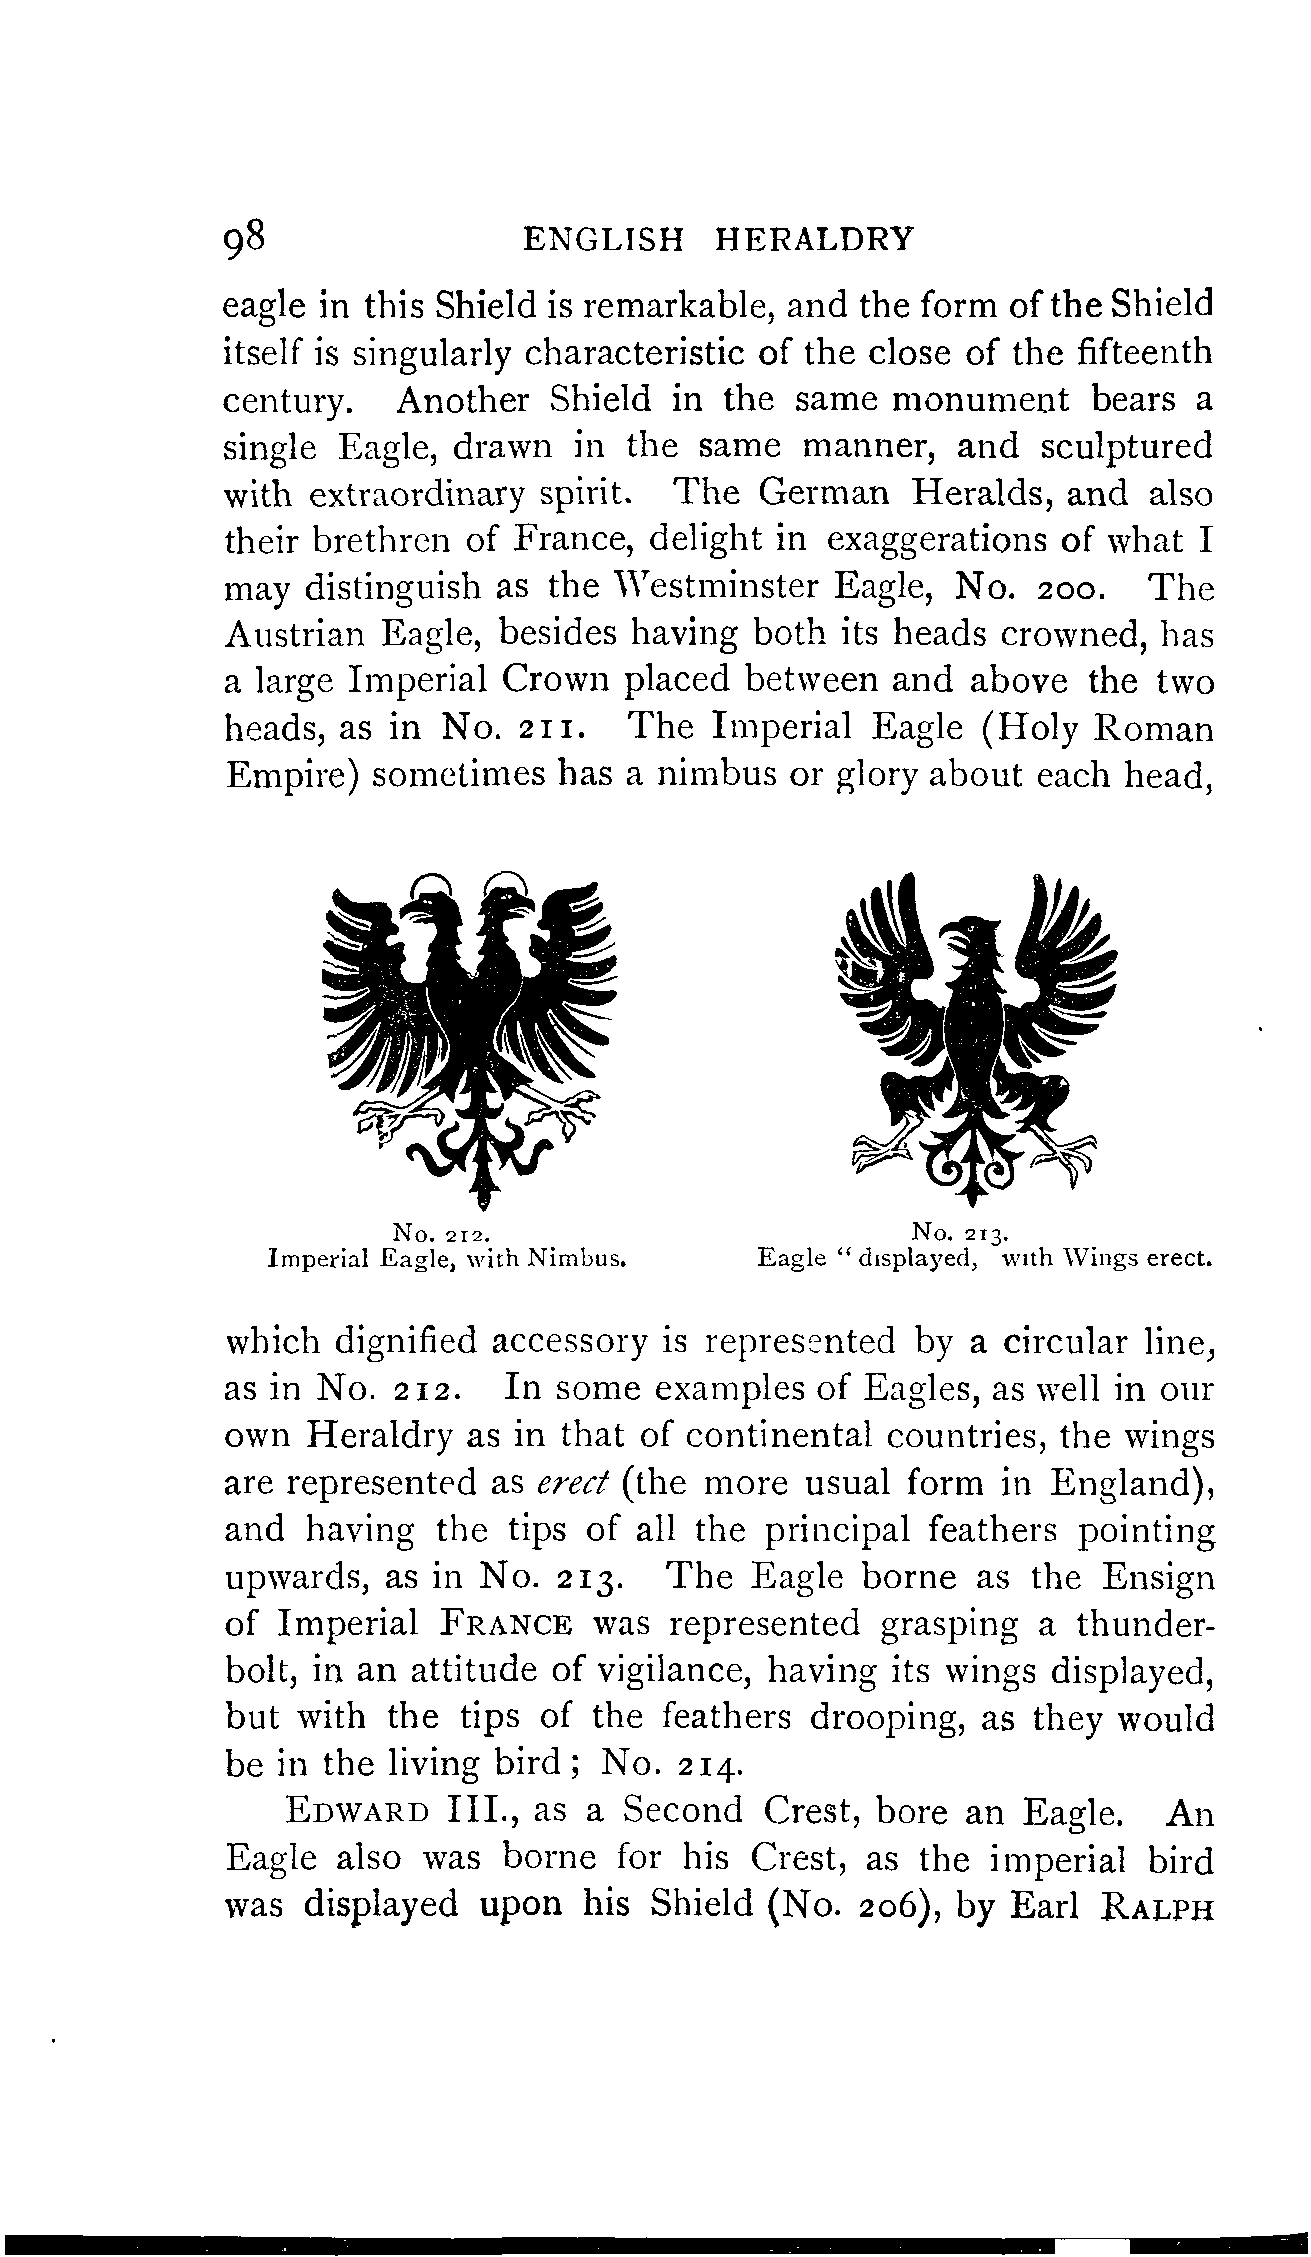 98 ENGLISH HERALDRY
eagle in this Shield is remarkable, and the form of the Shield
itself is singularly characteristic of the close of the fifteenth
century. Another Shield in the same monument bears a
single Eagle, drawn in the same manner, and sculptured
with extraordinary spirit. The German Heralds, and also
their brethren of France, delight in exaggerations of what I
may distinguish as the Westminster Eagle, No. 200. The
Austrian Eagle, besides having both its heads crowned, has
a large Imperial Crown placed between and above the two
heads, as in No. 211. The Imperial Eagle (Holy Roman
Empire) sometimes has a nimbus or glory about each head,
No. 212.
Imperial Eagle, with Nimbus.
No. 213.
Eagle “ displayed, with Wings erect.
which dignified accessory is represented by a circular line,
as in No. 212. In some examples of Eagles, as well in our
own Heraldry as in that of continental countries, the wings
are represented as erect (the more usual form in England),
and having the tips of all the principal feathers pointing
upwards, as in No. 213. The Eagle borne as the Ensign
of Imperial FRANCE was represented grasping a thunder-
bolt, in an attitude of vigilance, having its wings displayed,
but with the tips of the feathers drooping, as they would
be in the living bird ; No. 214.
EDWARD III., as a Second Crest, bore an Eagle. An
Eagle also was borne for his Crest, as the imperial bird
was displayed upon his Shield (No. 206), by Earl RALPH